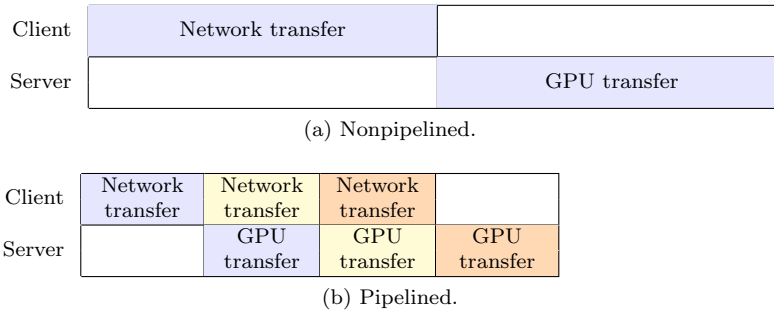 Client Network transfer
Server GPU transfer
(a) Nonpipelined.
Client Network transfer Network transfer Network transfer
Server GPU transfer GPU transfer GPU transfer
(b) Pipelined.